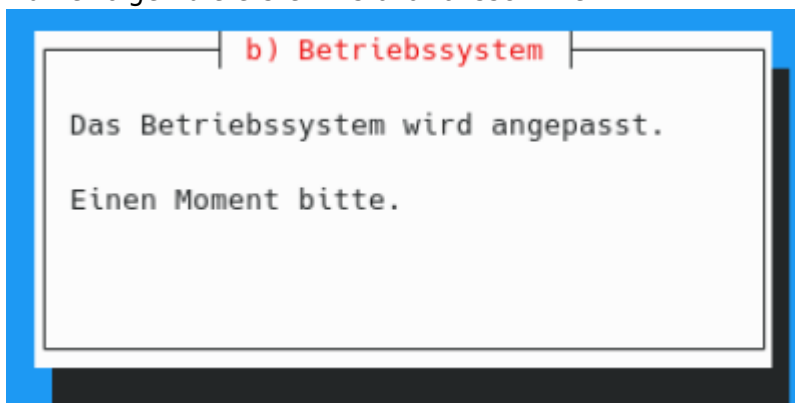 b) Betriebssystem
Das Betriebssystem wird angepasst.
Einen Moment bitte.